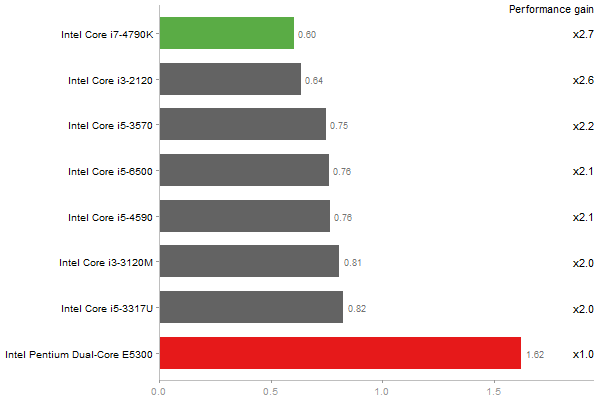 Performance gain
Intel Core i7-4790K 0.60 x2.7
Intel Core i3-2120 0.64 x2.6
Intel Core i5-3570 0.75 x2.2
Intel Core i5-6500 0.76 x2.1
Intel Core i5-4590 0.76 x2.1
Intel Core i3-3120M 0.81 x2.0
Intel Core i5-3317U 0.82 x2.0
Intel Pentium Dual-Core E5300 1.62 x1.0
0.0 0.5 1.0 1.5